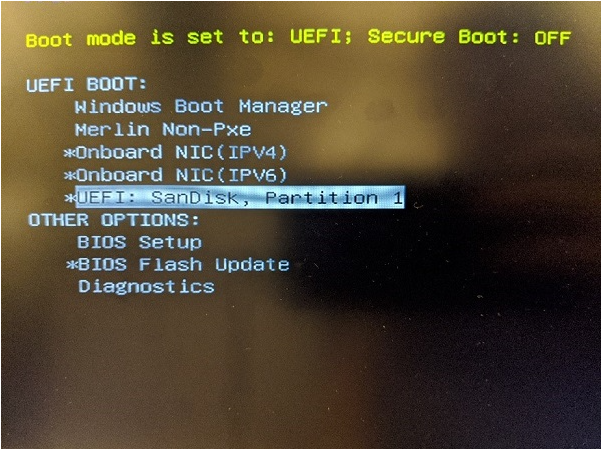 Boot mode is set to: UEFI; Secure Boot: OFF
UEFI BOOT:
Windows Boot Manager
Merlin Non-Pxe
*Onboard NIC(IPV4)
*Onboard NIC(IPV6)
*UEFI: SanDisk, Partition 1
OTHER OPTIONS:
BIOS Setup
*BIOS Flash Update
Diagnostics